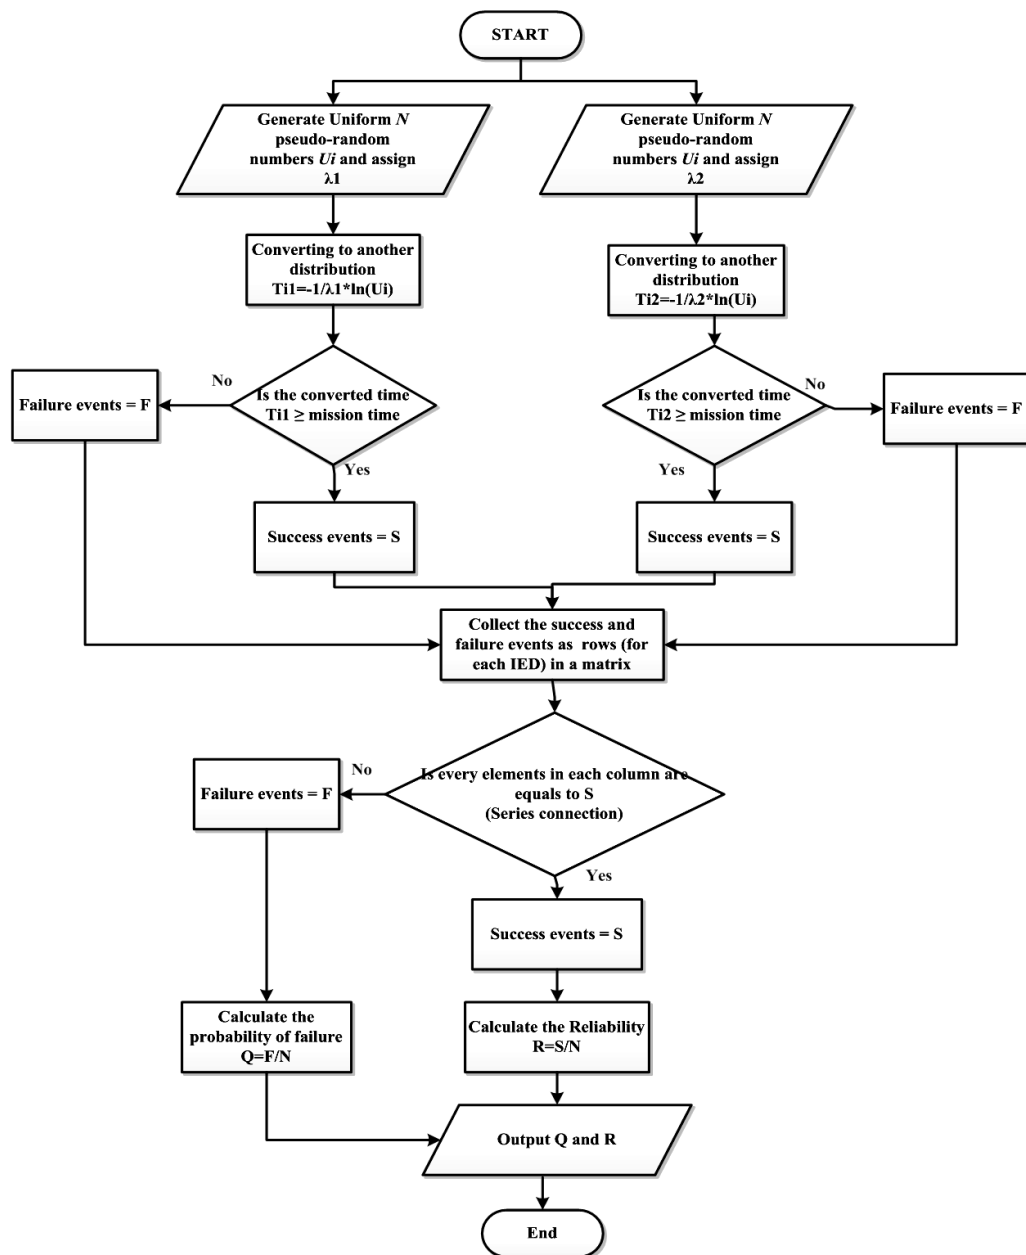 START
Generate Uniform N
pseudo-random
numbers Ui and assign
λ1
Generate Uniform N
pseudo-random
numbers Ui and assign
λ2
Converting to another
distribution
Ti1=-1/λ1*ln(Ui)
Converting to another
distribution
Ti2=-1/λ2*ln(Ui)
No
Is the converted time
Ti1 ≥ mission time
Failure events = F
Yes
Is the converted time
Ti2 ≥ mission time
No
Failure events = F
Yes
Success events = S
Success events = S
Collect the success and
failure events as rows (for
each IED) in a matrix
No
Is every elements in each column are
equals to S
(Series connection)
Failure events = F
Yes
Success events = S
Calculate the
probability of failure
Q=F/N
Calculate the Reliability
R=S/N
Output Q and R
End